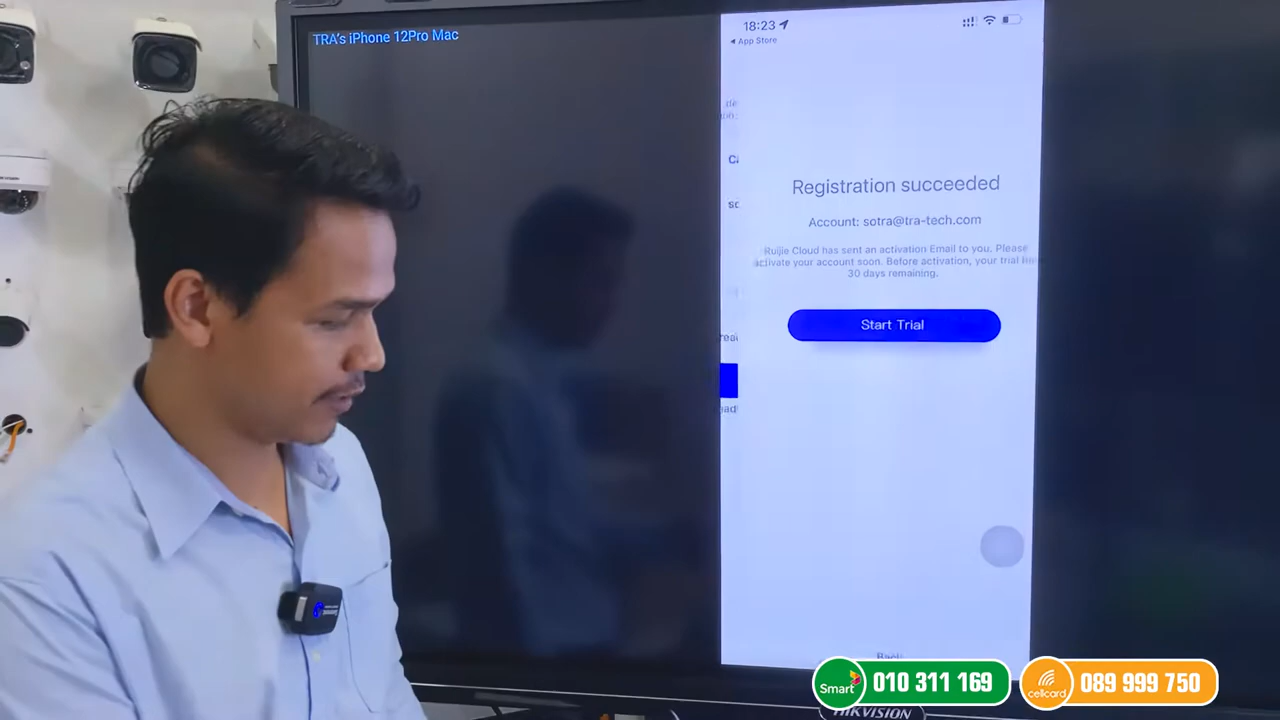 TRA's iPhone 12Pro Mac
18:23
App Store
Registration succeeded
Account: sotra@tra-tech.com
Ruijie Cloud has sent an activation Email to you. Please
activate your account soon. Before activation, your trial
30 days remaining.
Start Trial
Smart
010 311 169
cellcard
089 999 750
HIKVISION